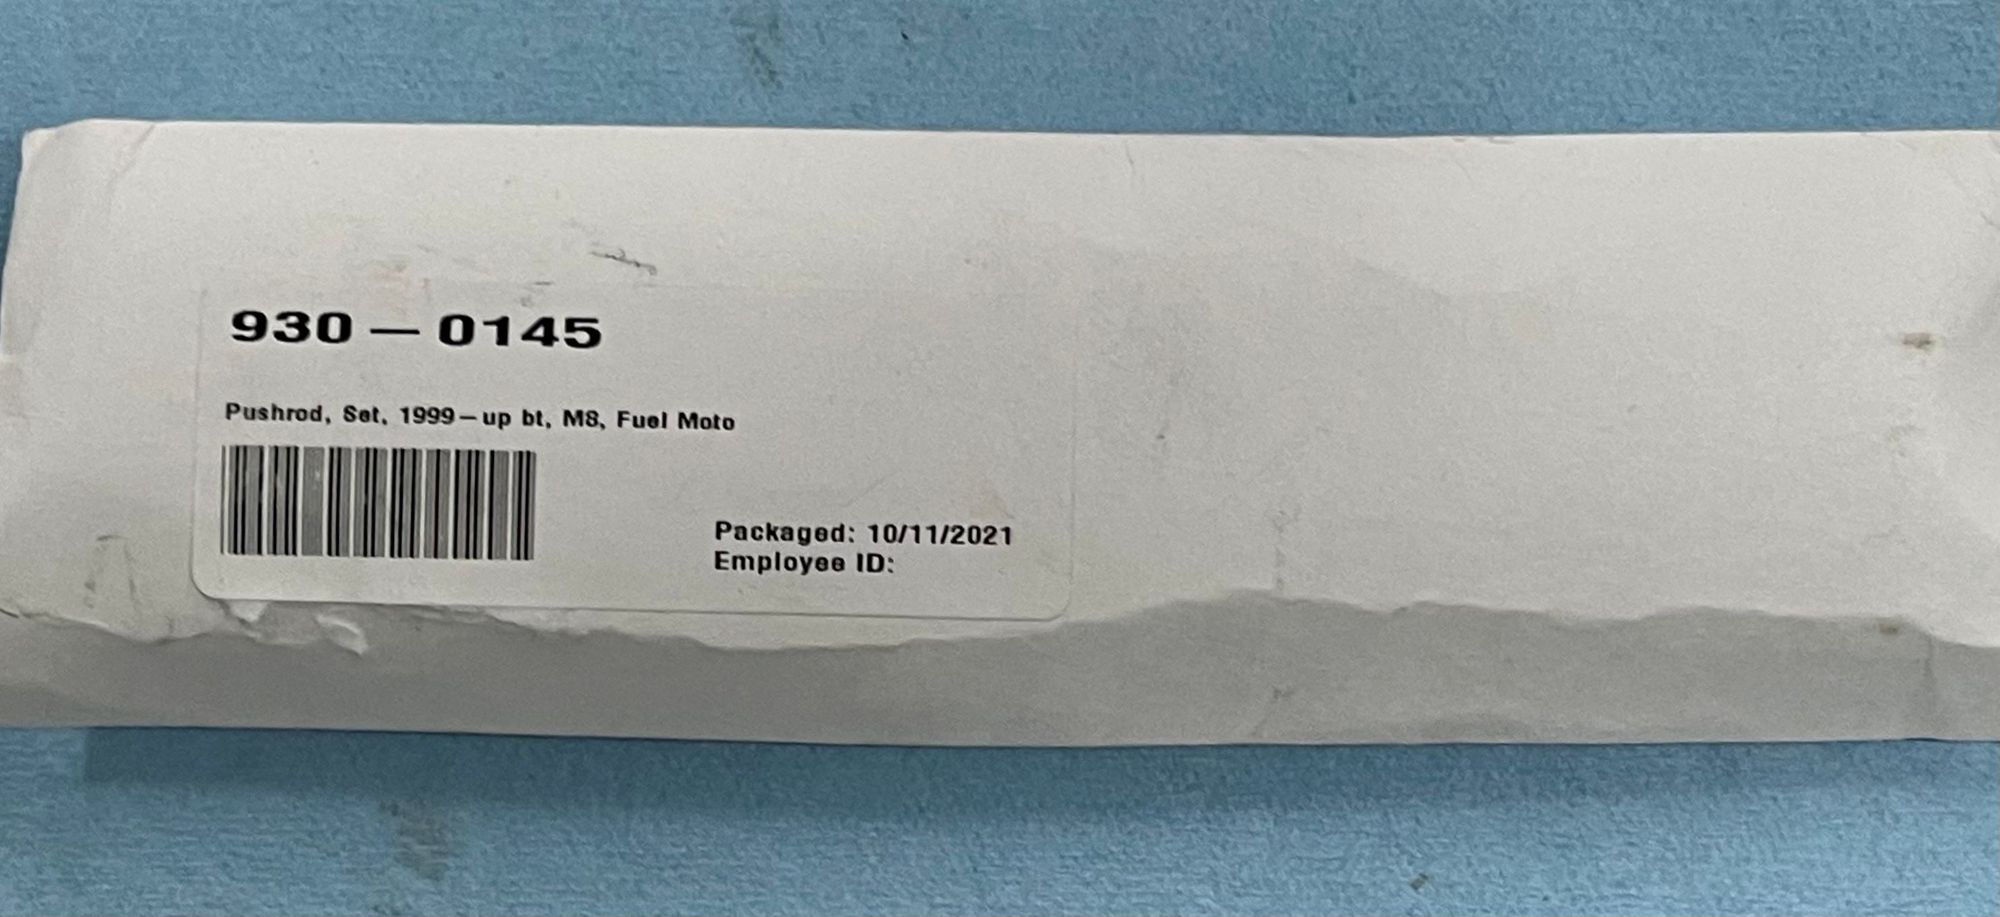 930-0145
Pushrod, Set, 1999-up bt, M8, Fuel Moto
Packaged: 10/11/2021
Employee ID: